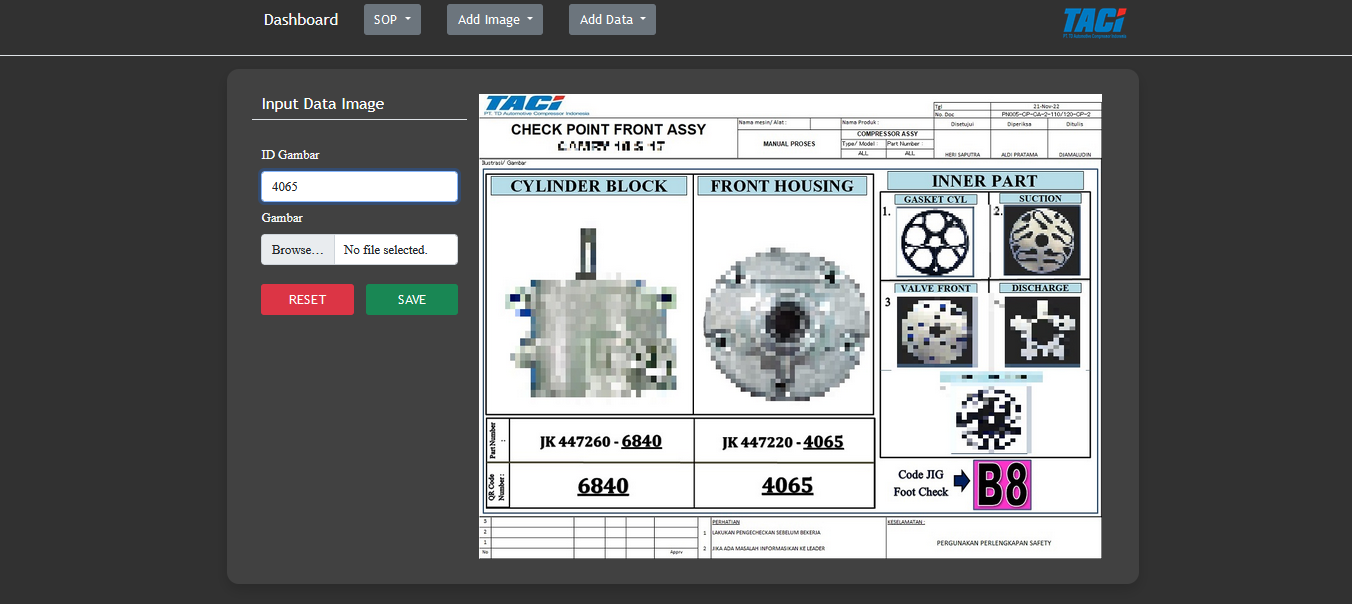 Dashboard
SOP
Add Image
Add Data
TACI
PT. TD Automotive Compressor Indonesia
Input Data Image
ID Gambar
4065
Gambar
Browse...
No file selected.
RESET
SAVE
TACI
PT. TD Automotive Compressor Indonesia
CHECK POINT FRONT ASSY
Nama mesin/ Alat :
MANUAL PROSES
Nama Produk :
COMPRESSOR ASSY
Type/ Model :
Part Number :
ALL
ALL
Tgl
21-Nov-22
No. Doc
PN005-CP-CA-2-110/120-CP-2
Disetujui
Diperiksa
Ditulis
HERI SAPUTRA
ALDI PRATAMA
DJAMALUDIN
Ilustrasi/ Gambar
CYLINDER BLOCK
FRONT HOUSING
INNER PART
GASKET CYL
SUCTION
1.
2.
VALVE FRONT
DISCHARGE
3
Part Number :
JK 447260 - 6840
JK 447220 - 4065
QR Code Number :
6840
4065
Code JIG
Foot Check
B8
3
2
1
No
Apprv
PERHATIAN
1 LAKUKAN PENGECHECKAN SEBELUM BEKERJA
2 JIKA ADA MASALAH INFORMASIKAN KE LEADER
KESELAMATAN :
PERGUNAKAN PERLENGKAPAN SAFETY